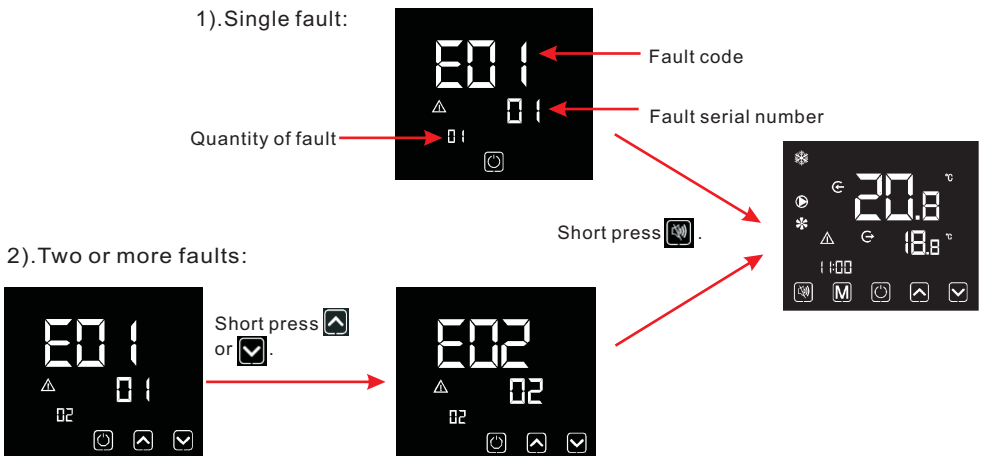 1).Single fault:
E01
Fault code
01
Fault serial number
Quantity of fault
01
20.8 °C
18.8 °C
11:00
M
Short press .
2).Two or more faults:
E01
01
02
Short press
or .
E02
02
02